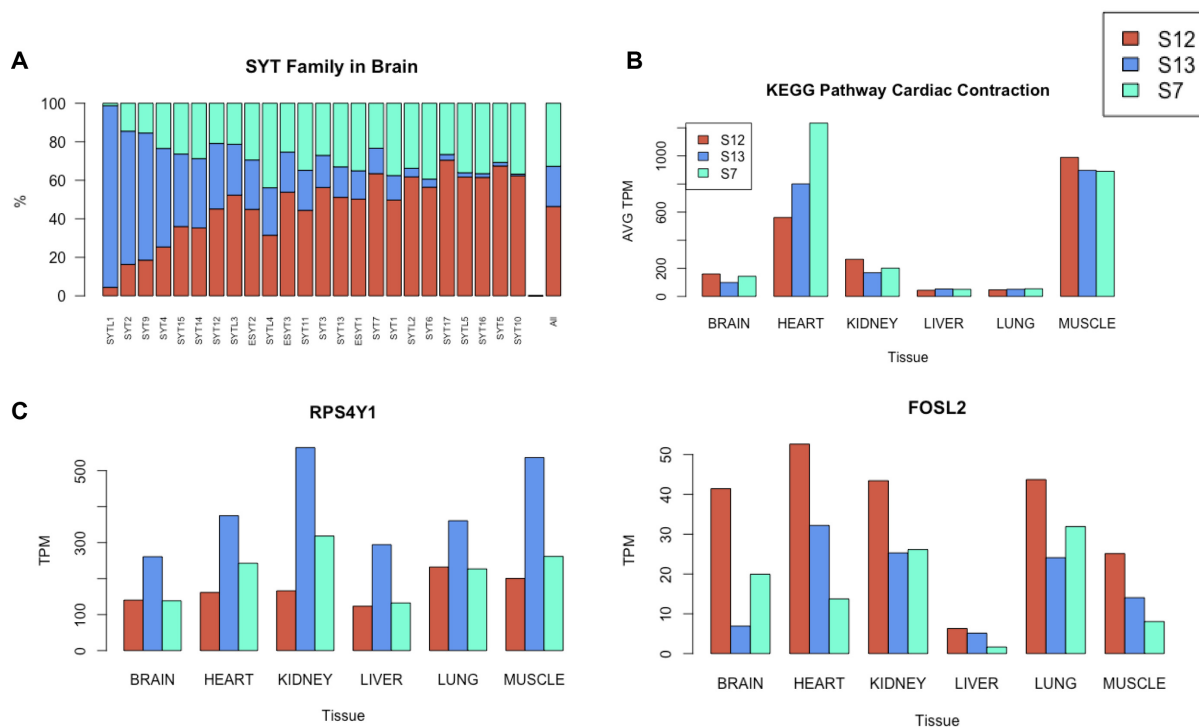 A
SYT Family in Brain
%
100
80
60
40
20
0
SYTL1 SYT2 SYT9 SYT4 SYT15 SYT14 SYT12 SYTL3 ESYT2 SYTL4 ESYT3 SYT11 SYT3 SYT13 ESYT1 SYT7 SYT1 SYTL2 SYT6 SYT17 SYTL5 SYT16 SYT5 SYT10 All
S12
S13
S7
B
KEGG Pathway Cardiac Contraction
S12
S13
S7
AVG TPM
1000
600
200
0
BRAIN HEART KIDNEY LIVER LUNG MUSCLE
Tissue
C
RPS4Y1
TPM
500
300
100
0
BRAIN HEART KIDNEY LIVER LUNG MUSCLE
Tissue
FOSL2
TPM
50
40
30
20
10
0
BRAIN HEART KIDNEY LIVER LUNG MUSCLE
Tissue